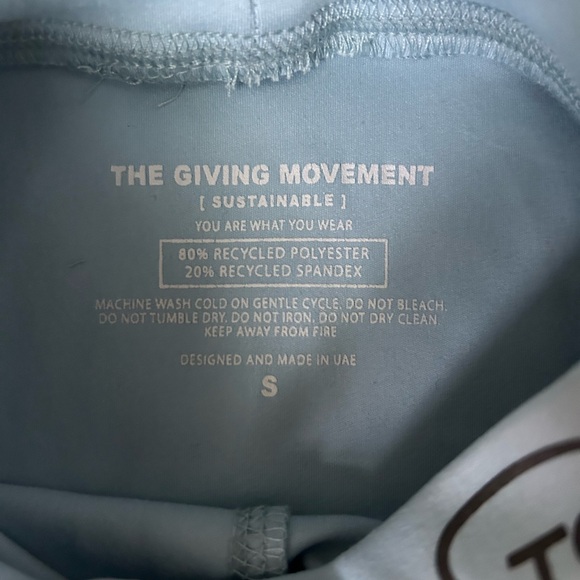 THE GIVING MOVEMENT
[ SUSTAINABLE ]
YOU ARE WHAT YOU WEAR
80% RECYCLED POLYESTER
20% RECYCLED SPANDEX
MACHINE WASH COLD ON GENTLE CYCLE. DO NOT BLEACH.
DO NOT TUMBLE DRY. DO NOT IRON. DO NOT DRY CLEAN.
KEEP AWAY FROM FIRE
DESIGNED AND MADE IN UAE
S